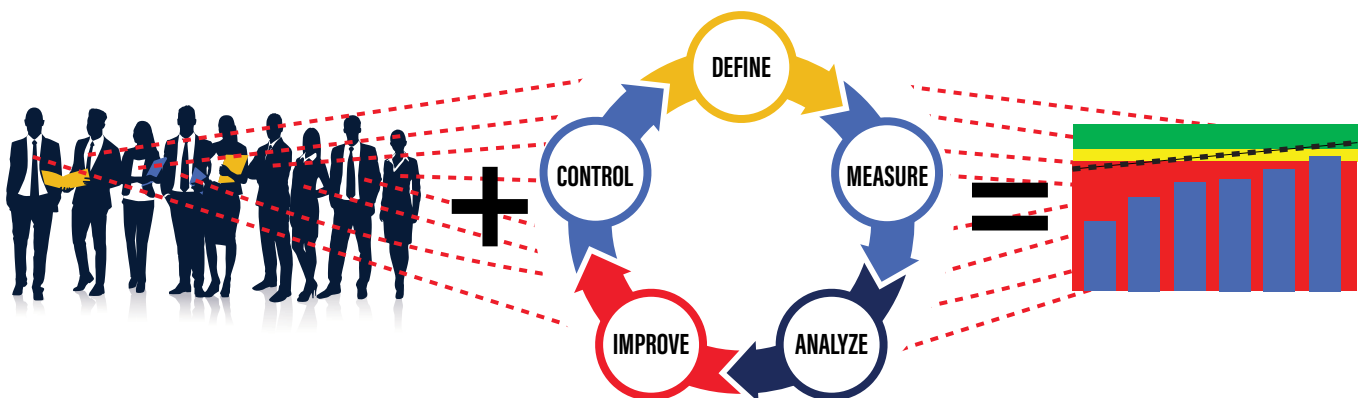 DEFINE
MEASURE
ANALYZE
IMPROVE
CONTROL
+
=